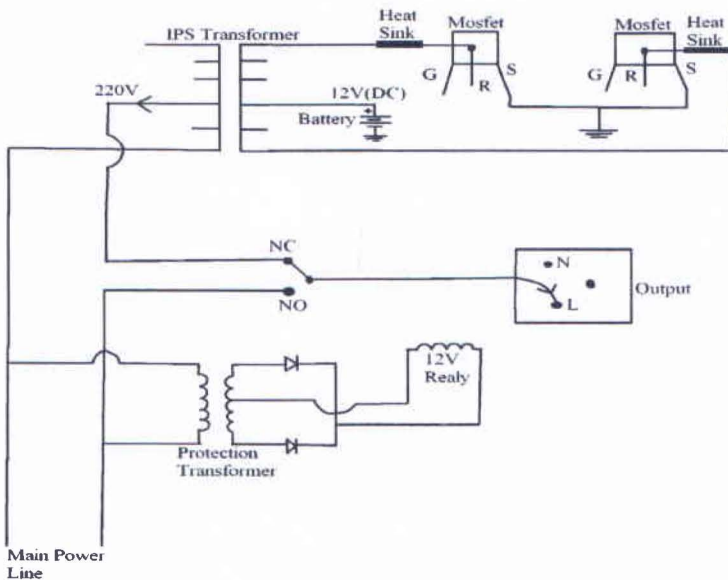 Heat
Sink
Mosfet
Mosfet
Heat
Sink
IPS Transformer
G
R
S
G
R
S
220V
12V(DC)
+
Battery
NC
NO
N
L
Output
12V
Realy
Protection
Transformer
Main Power
Line